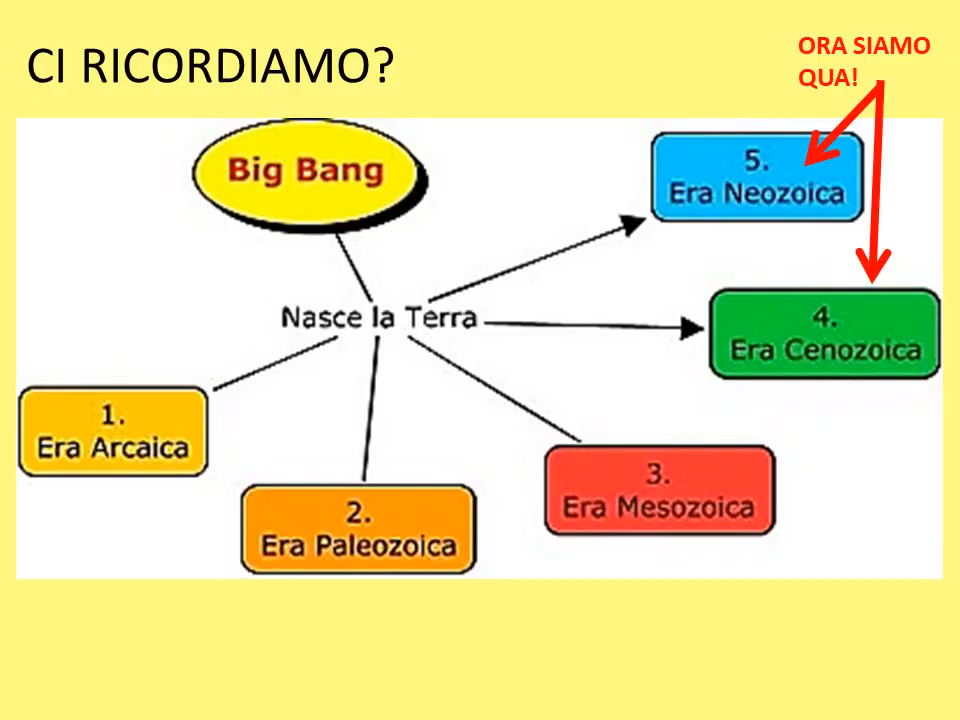 CI RICORDIAMO?
ORA SIAMO
QUA!
Big Bang
5.
Era Neozoica
Nasce la Terra
4.
Era Cenozoica
1.
Era Arcaica
3.
Era Mesozoica
2.
Era Paleozoica